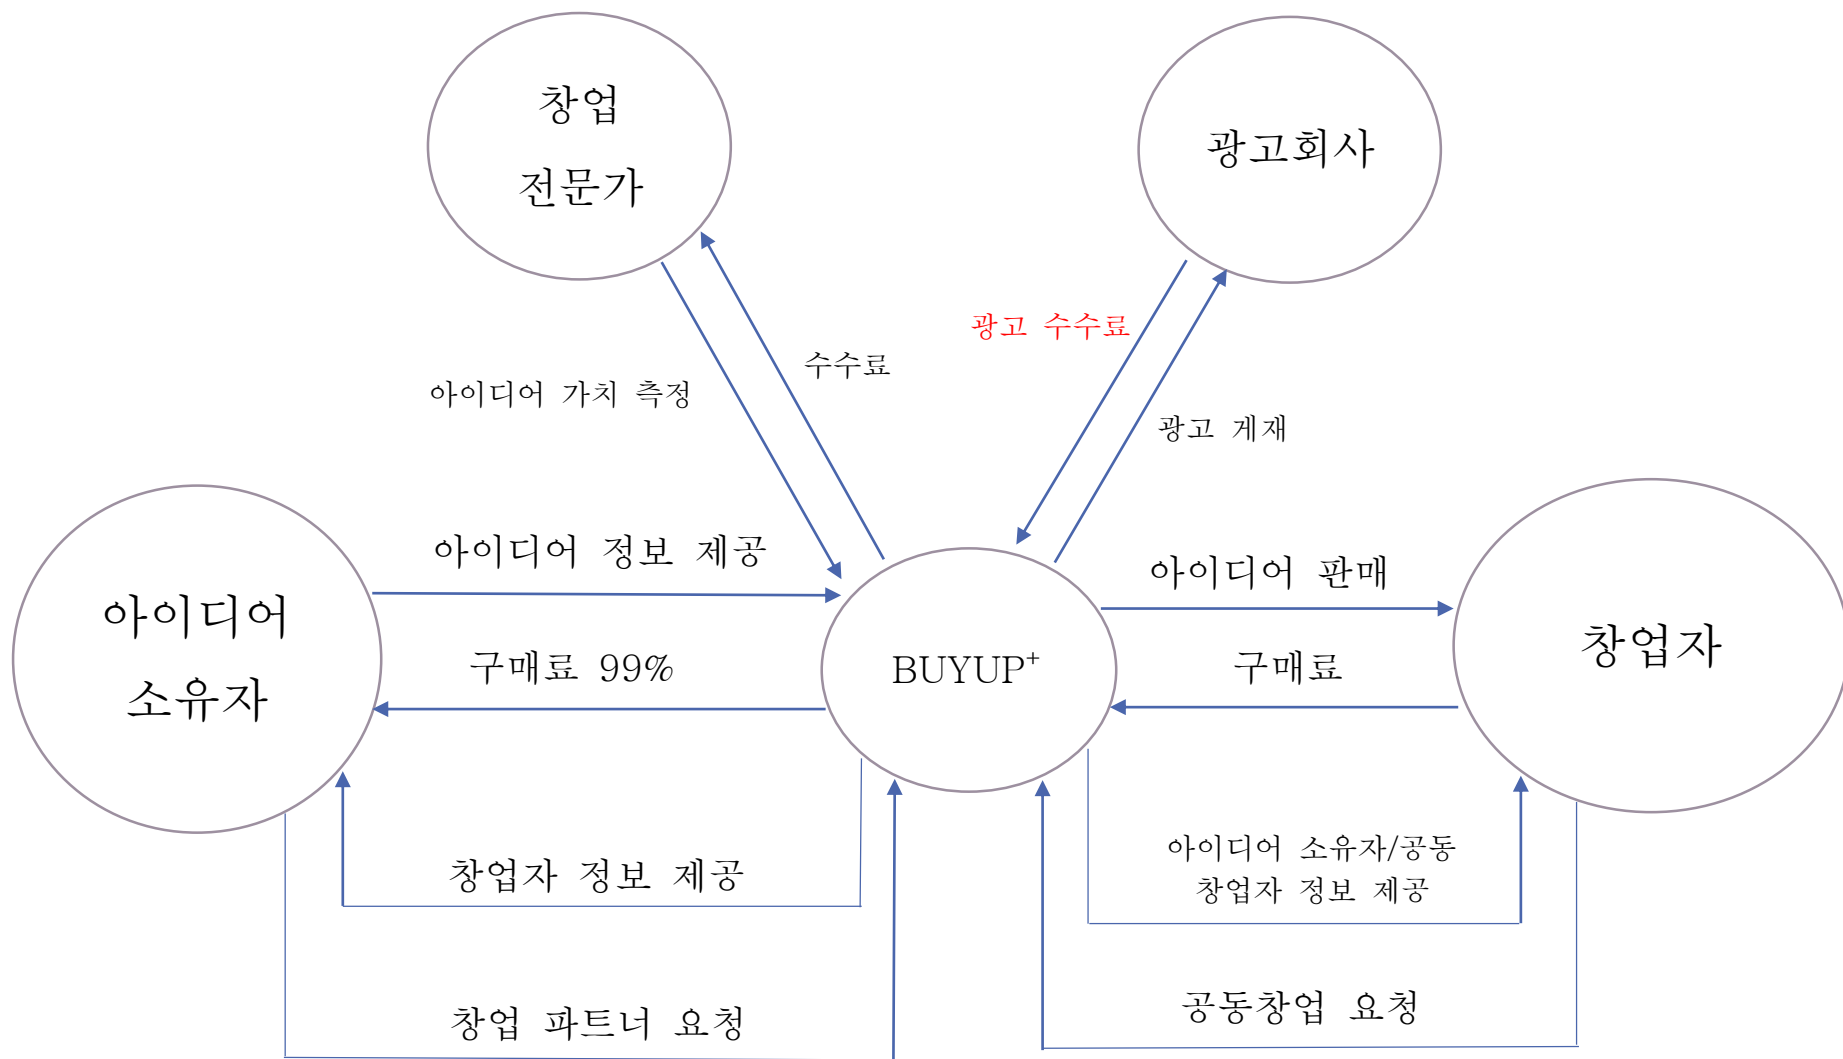 창업
전문가
광고회사
광고 수수료
수수료
아이디어 가치 측정
광고 게재
아이디어 정보 제공
아이디어 판매
아이디어
소유자
구매료 99%
BUYUP⁺
구매료
창업자
창업자 정보 제공
아이디어 소유자/공동
창업자 정보 제공
창업 파트너 요청
공동창업 요청